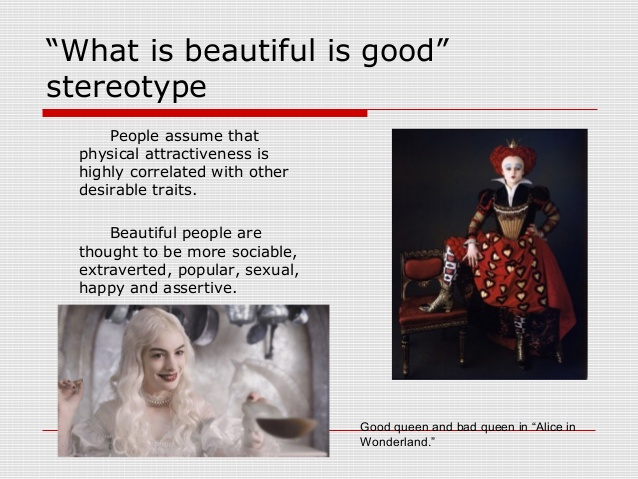 “What is beautiful is good”
stereotype
People assume that
physical attractiveness is
highly correlated with other
desirable traits.
Beautiful people are
thought to be more sociable,
extraverted, popular, sexual,
happy and assertive.
Good queen and bad queen in “Alice in
Wonderland.”